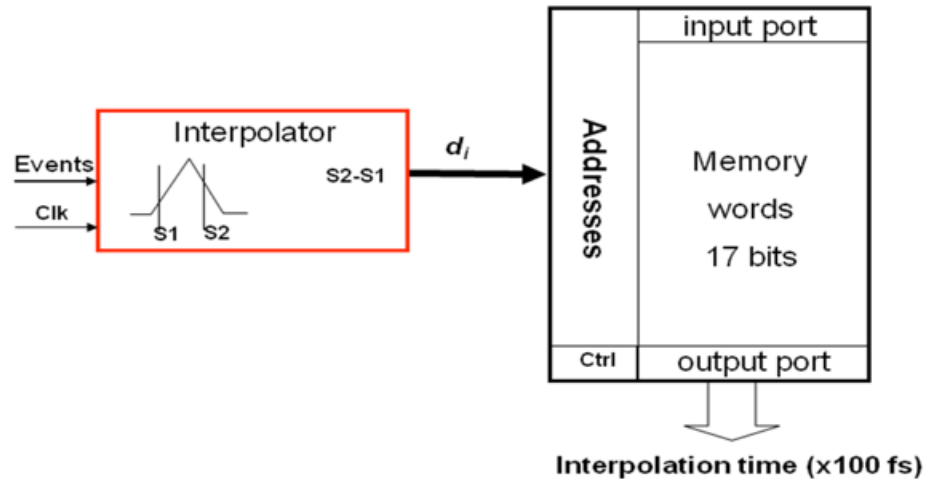 input port
Interpolator
Events
S2-S1
Clk
S1
S2
d_i
Addresses
Memory
words
17 bits
Ctrl
output port
Interpolation time (x100 fs)